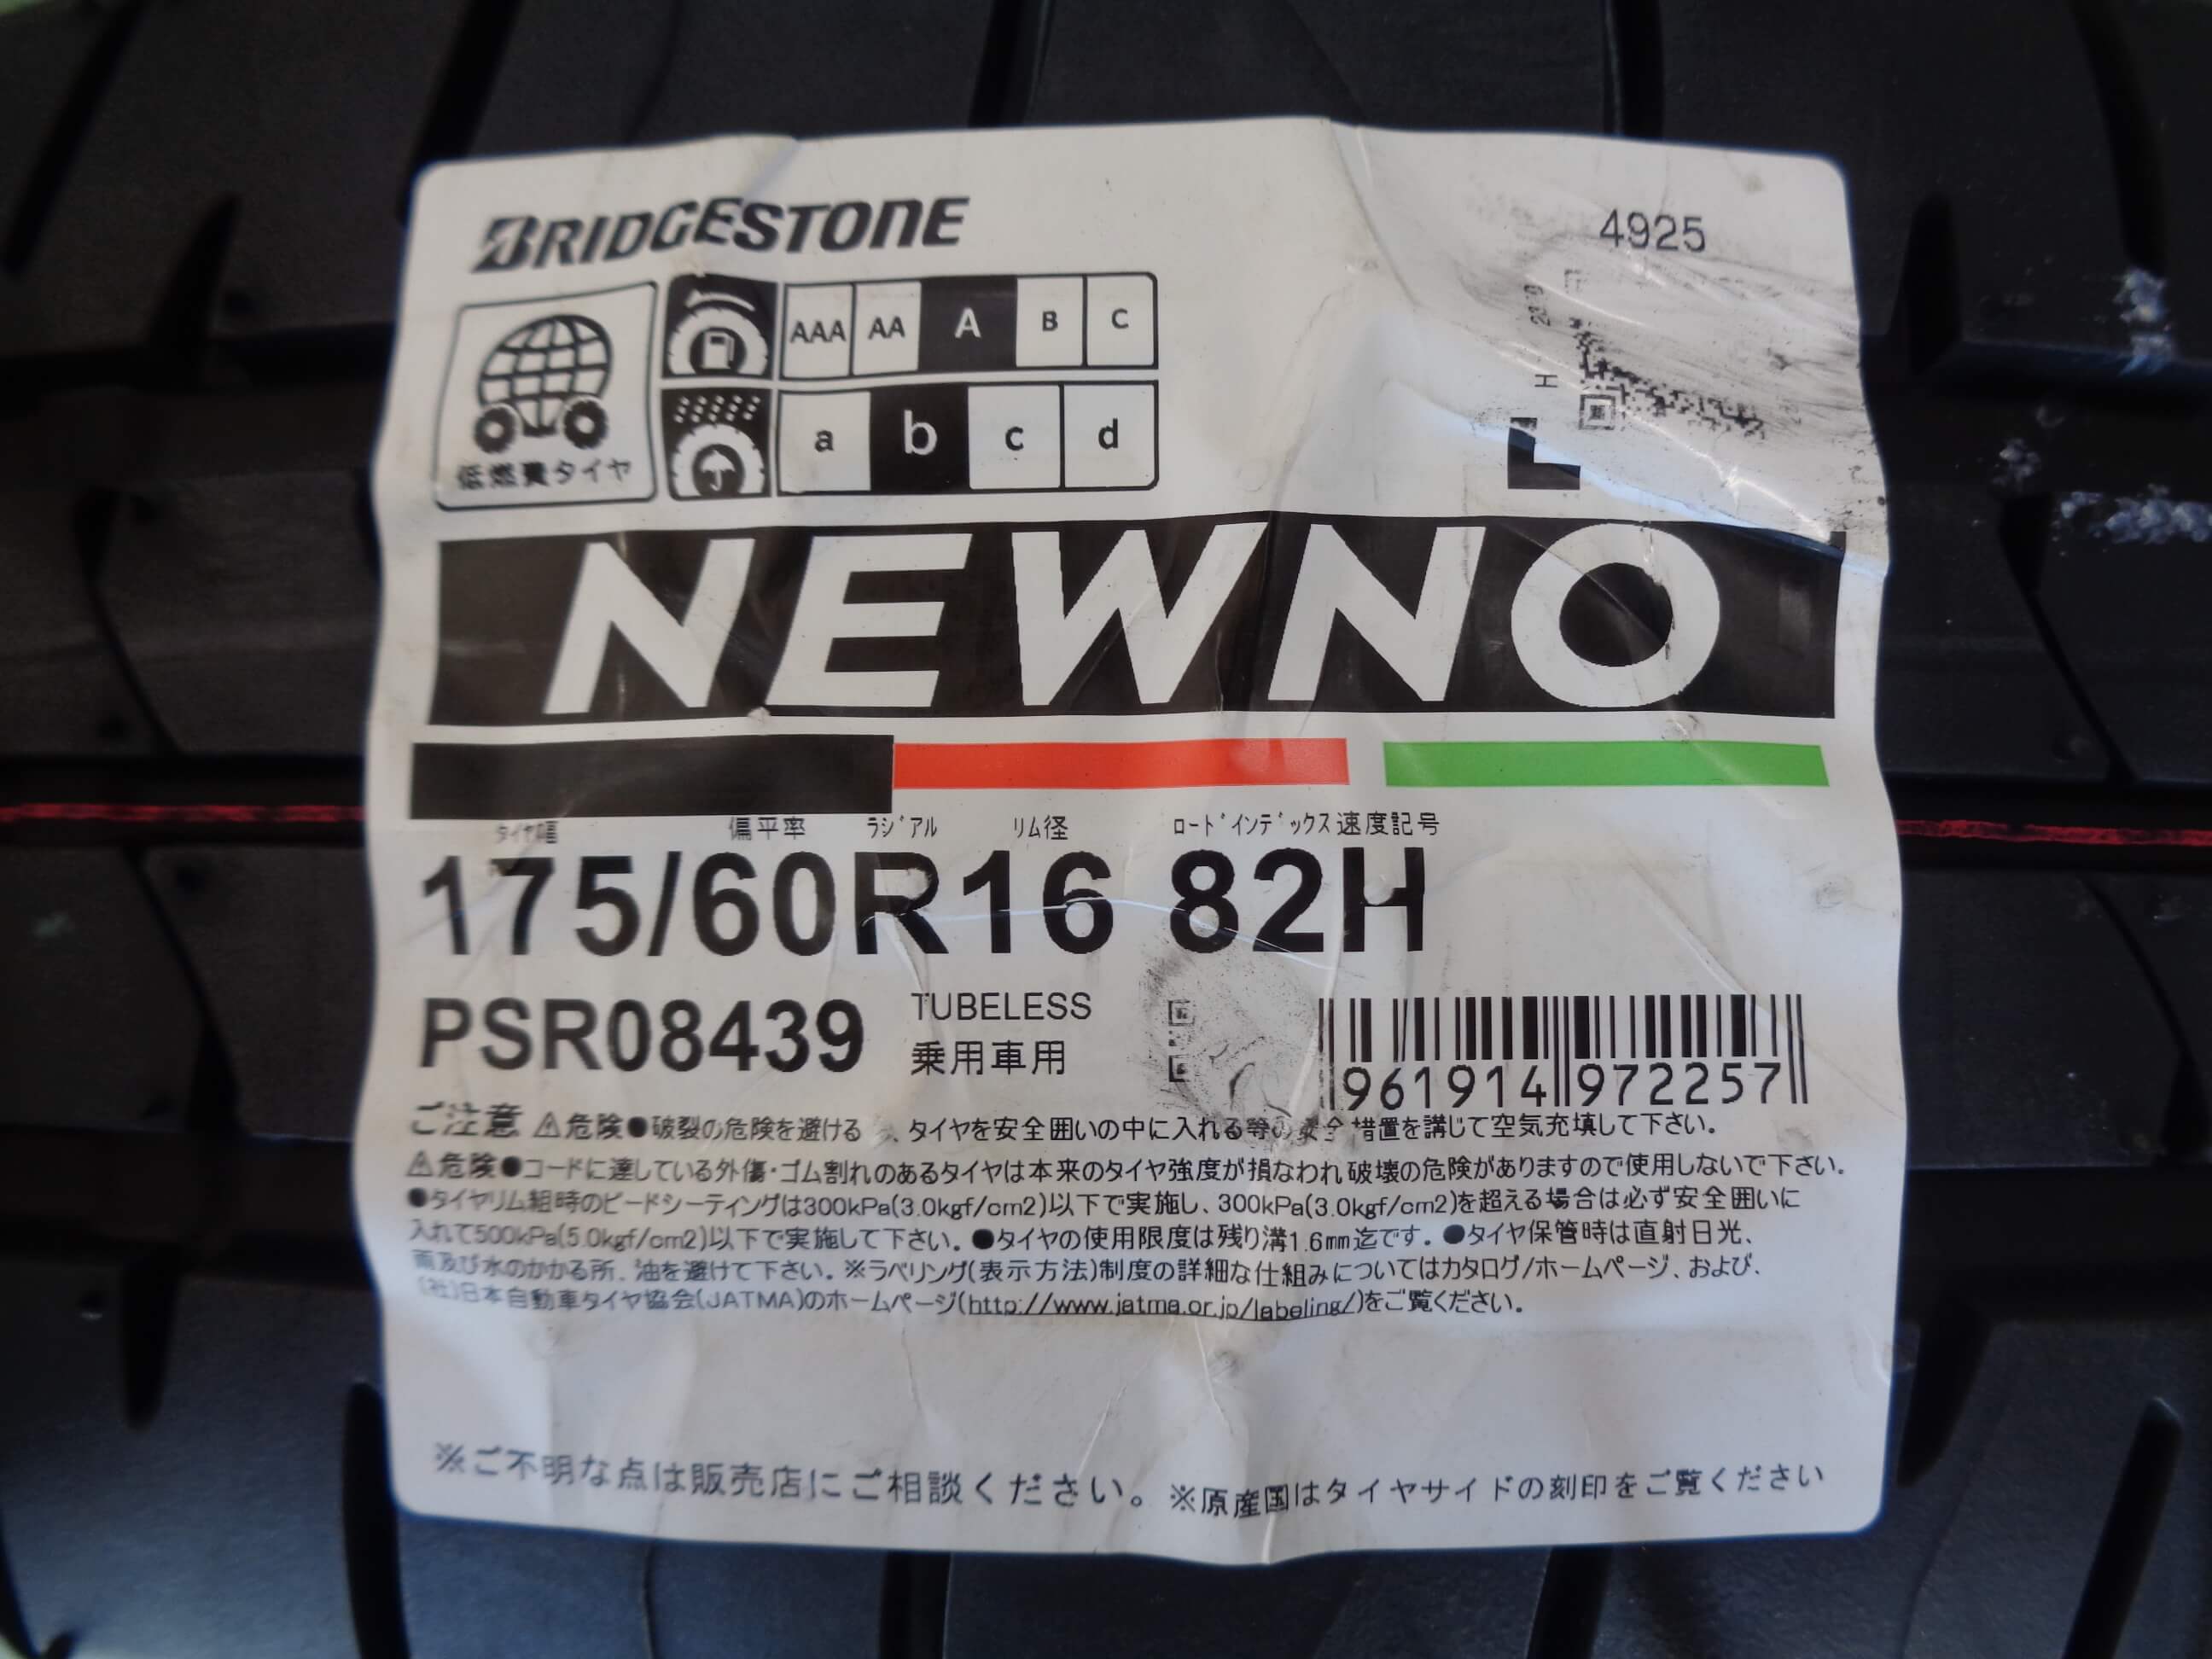 BRIDGESTONE
4925
AAA AA A B C
a b c d
低燃費タイヤ
H
L
NEWNO
タイヤ幅 偏平率 ラジアル リム径 ロードインデックス 速度記号
175/60R16 82H
PSR08439
TUBELESS
乗用車用
961914 972257
ご注意 ⚠危険●破裂の危険を避ける 、タイヤを安全囲いの中に入れる等の安全措置を講じて空気充填して下さい。
⚠危険●コードに達している外傷・ゴム割れのあるタイヤは本来のタイヤ強度が損なわれ破壊の危険がありますので使用しないで下さい。
●タイヤリム組時のビードシーティングは300kPa(3.0kgf/cm2)以下で実施し、300kPa(3.0kgf/cm2)を超える場合は必ず安全囲いに
入れて500kPa(5.0kgf/cm2)以下で実施して下さい。●タイヤの使用限度は残り溝1.6mm迄です。●タイヤ保管時は直射日光、
雨及び水のかかる所、油を避けて下さい。※ラベリング(表示方法)制度の詳細な仕組みについてはカタログ/ホームページ、および、
(社)日本自動車タイヤ協会(JATMA)のホームページ(http://www.jatma.or.jp/labeling/)をご覧ください。
※ご不明な点は販売店にご相談ください。※原産国はタイヤサイドの刻印をご覧ください